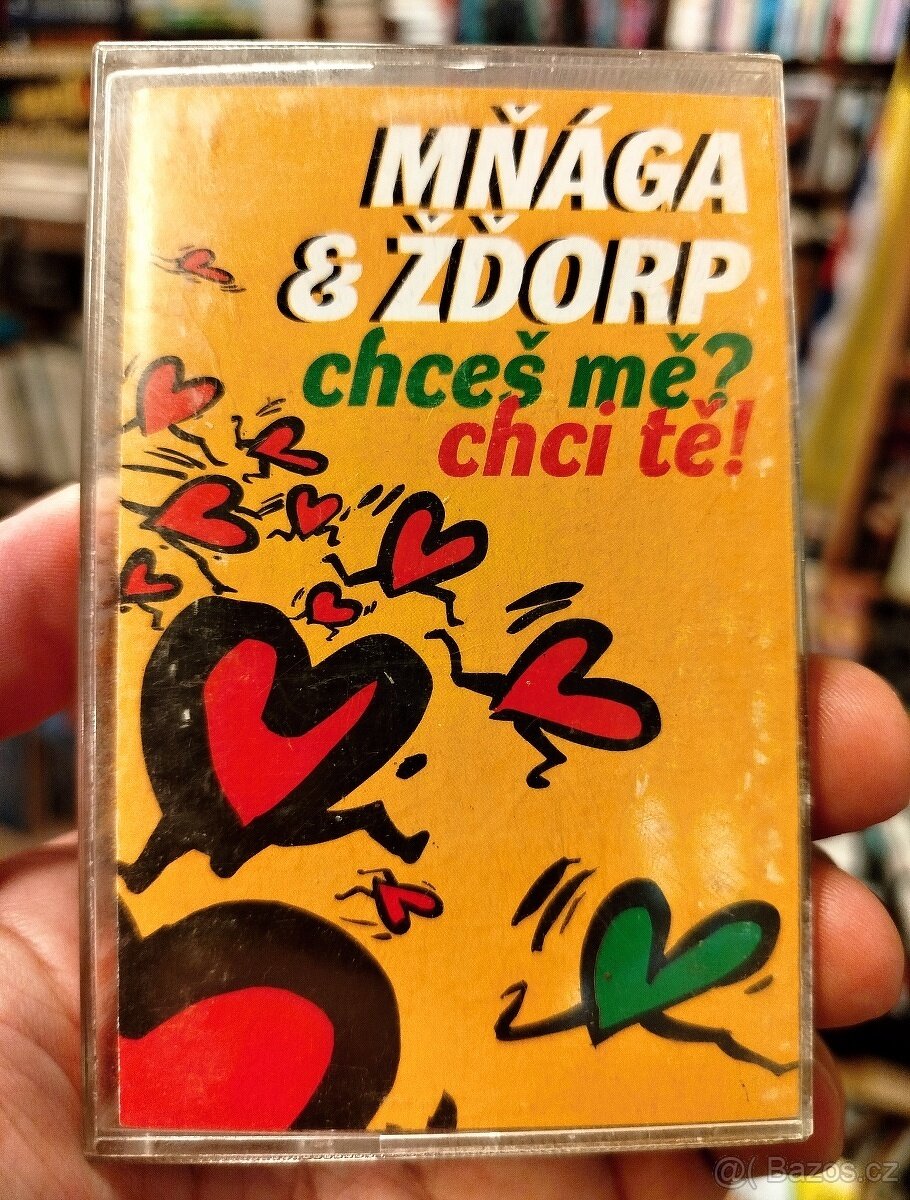 MŇÁGA
& ŽĎORP
chceš mě?
chci tě!
@( Bazos.cz